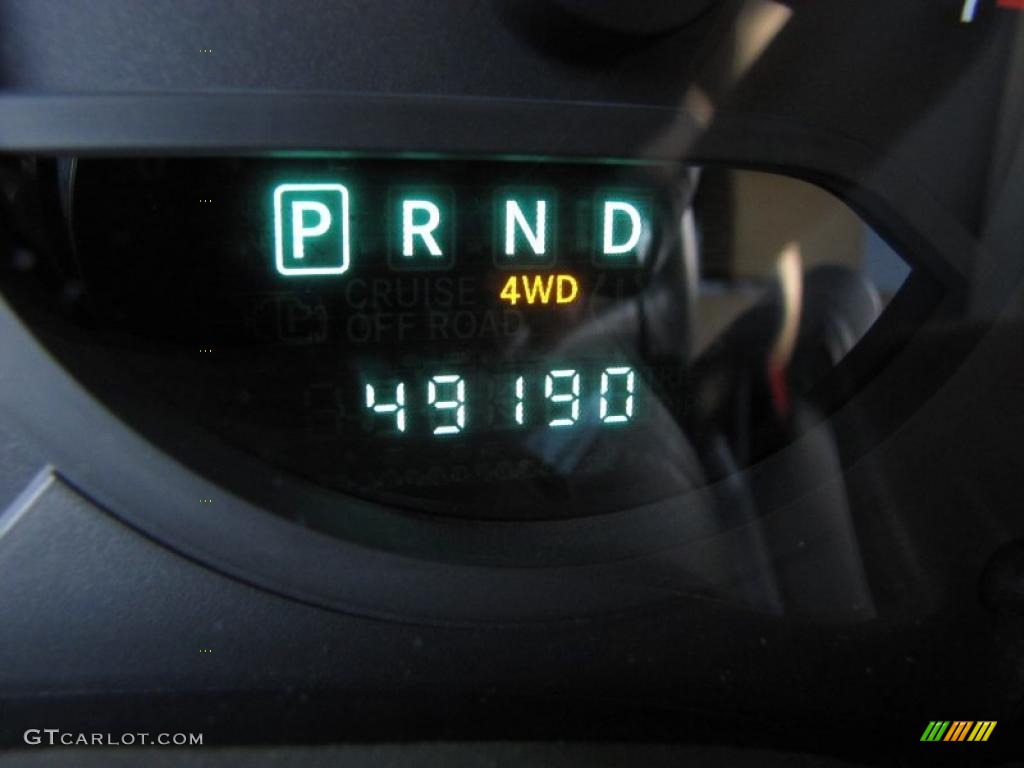 P R N D
4WD
CRUISE
OFF ROAD
49190
GTCARLOT.COM